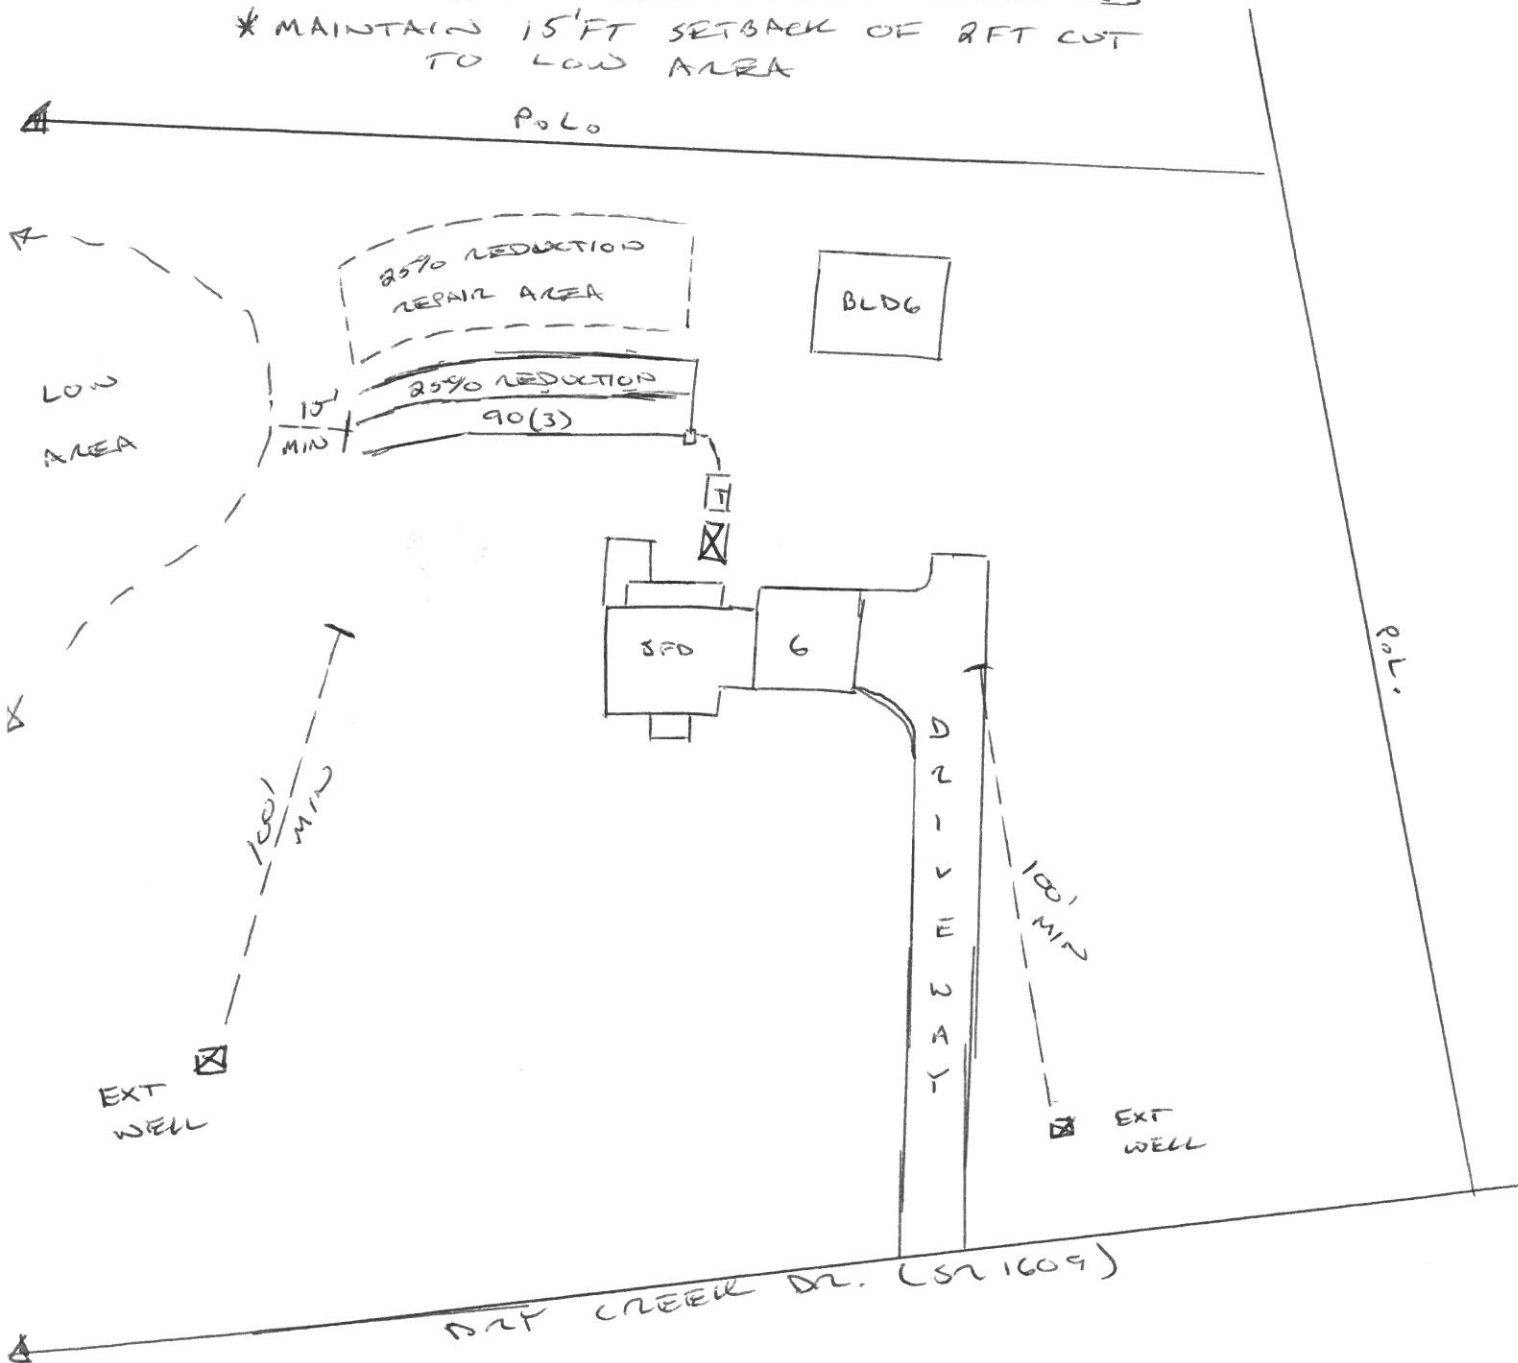 * MAINTAIN 15'FT SETBACK OF 2FT CUT
TO LOW AREA
P.L.
25% REDUCTION
REPAIR AREA
BLDG
LOW
AREA
15'
MIN
25% REDUCTION
90(3)
T
SFD
G
P.L.
DRIVEWAY
100'
MIN
100'
MIN
EXT
WELL
EXT
WELL
DRY CREEK DR. (SR 1609)